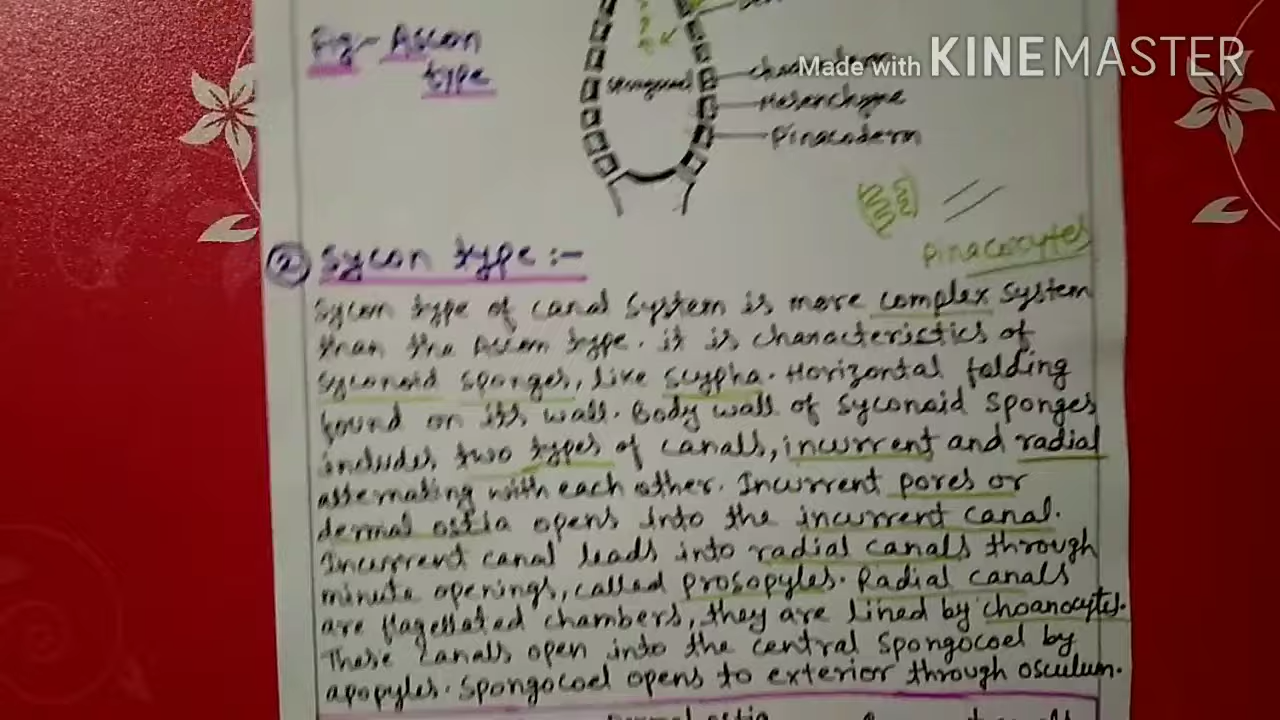 Made with KINEMASTER
Fig- Ascon
type
Mesenchyme
Pinacoderm
Pinacocytes
② Sycon type :-
Sycon type of canal system is more complex system
than the Ascon type. it is characteristics of
syconoid sponges, like scypha. Horizontal folding
found on its wall. Body wall of syconoid sponges
includes two types of canals, incurrent and radial
alternating with each other. Incurrent pores or
dermal ostia opens into the incurrent canal.
Incurrent canal leads into radial canals through
minute openings, called prosopyles. Radial canals
are flagellated chambers, they are lined by choanocytes.
These canals open into the central spongocoel by
apopyles. Spongocoel opens to exterior through osculum.
Dermal ostia